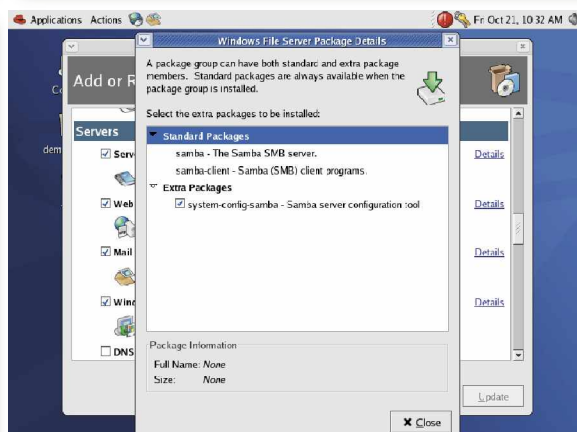 Applications Actions Fri Oct 21, 10:32 AM
Windows File Server Package Details
Add or R
A package group can have both standard and extra package
members. Standard packages are always available when the
package group is installed.
Select the extra packages to be installed:
Servers
Standard Packages
samba - The Samba SMB server.
samba-client - Samba (SMB) client programs.
Extra Packages
system-config-samba - Samba server configuration tool
dem
Serv
Details
Web
Details
Mail
Details
Wind
Details
DNS
Package Information
Full Name: None
Size: None
Update
Close